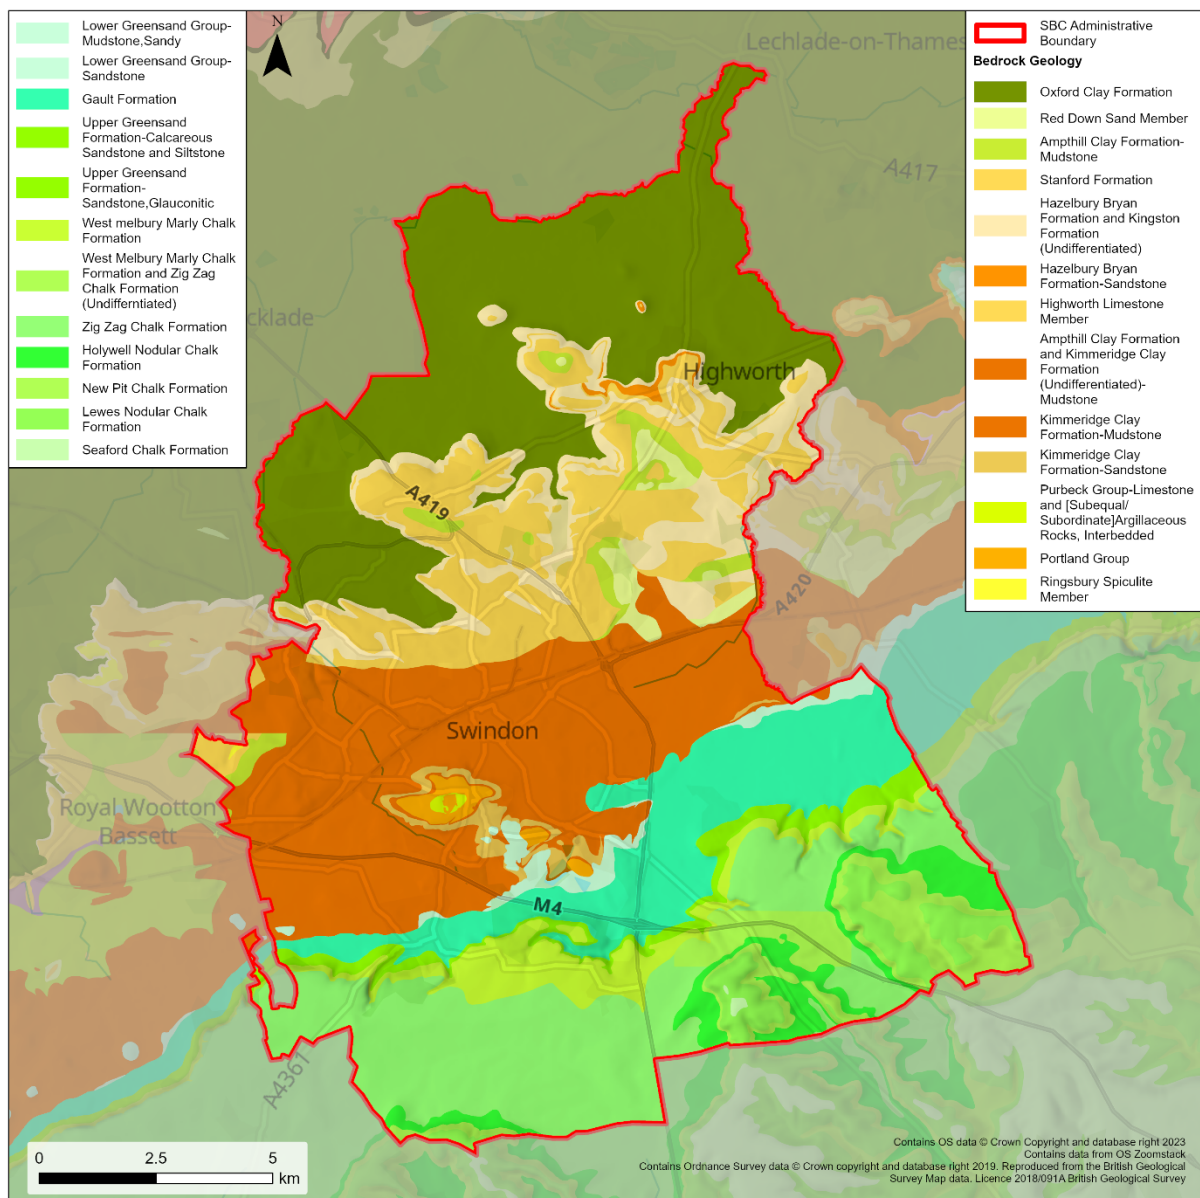 Lower Greensand Group-
Mudstone,Sandy
Lower Greensand Group-
Sandstone
Gault Formation
Upper Greensand
Formation-Calcareous
Sandstone and Siltstone
Upper Greensand
Formation-
Sandstone,Glauconitic
West melbury Marly Chalk
Formation
West Melbury Marly Chalk
Formation and Zig Zag
Chalk Formation
(Undifferntiated)
Zig Zag Chalk Formation
Holywell Nodular Chalk
Formation
New Pit Chalk Formation
Lewes Nodular Chalk
Formation
Seaford Chalk Formation
N
Lechlade-on-Thames
A417
cklade
Highworth
A419
A420
Swindon
Royal Wootton
Bassett
M4
A4361
SBC Administrative
Boundary
Bedrock Geology
Oxford Clay Formation
Red Down Sand Member
Ampthill Clay Formation-
Mudstone
Stanford Formation
Hazelbury Bryan
Formation and Kingston
Formation
(Undifferentiated)
Hazelbury Bryan
Formation-Sandstone
Highworth Limestone
Member
Ampthill Clay Formation
and Kimmeridge Clay
Formation
(Undifferentiated)-
Mudstone
Kimmeridge Clay
Formation-Mudstone
Kimmeridge Clay
Formation-Sandstone
Purbeck Group-Limestone
and [Subequal/
Subordinate]Argillaceous
Rocks, Interbedded
Portland Group
Ringsbury Spiculite
Member
0 2.5 5
km
Contains OS data © Crown Copyright and database right 2023
Contains data from OS Zoomstack
Contains Ordnance Survey data © Crown copyright and database right 2019. Reproduced from the British Geological
Survey Map data. Licence 2018/091A British Geological Survey